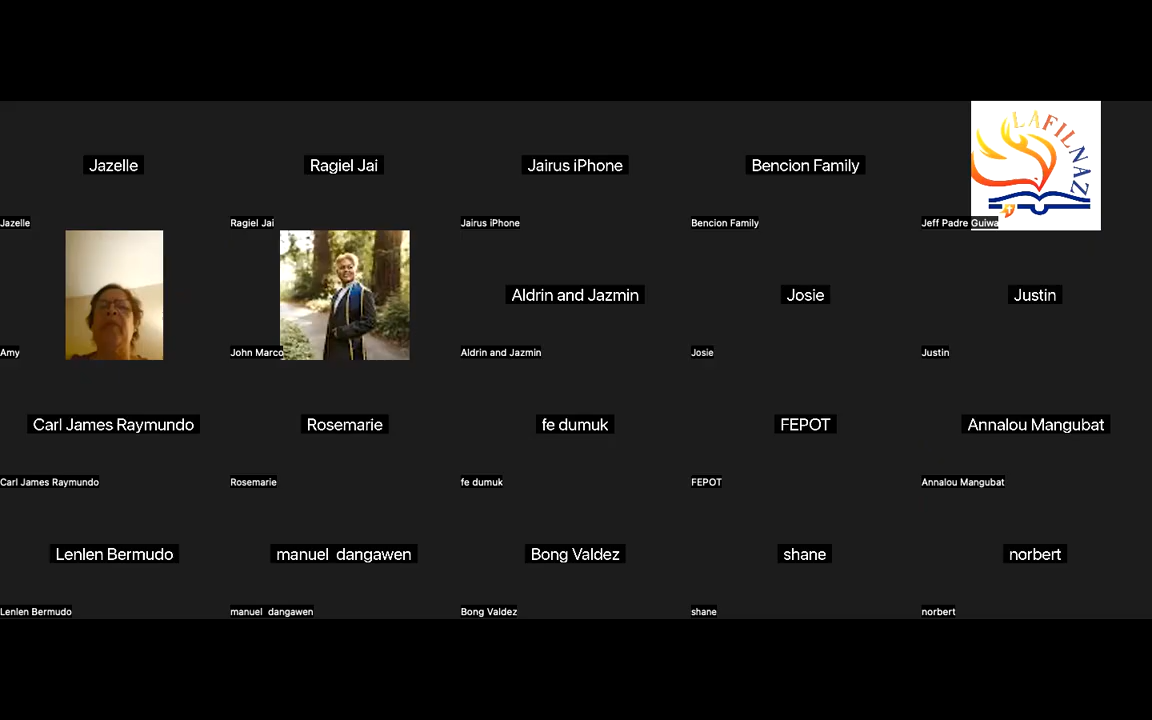 LAFILNAZ
Jazelle
Ragiel Jai
Jairus iPhone
Bencion Family
Jazelle
Ragiel Jai
Jairus iPhone
Bencion Family
Jeff Padre Guiwa
Aldrin and Jazmin
Josie
Justin
Amy
John Marco
Aldrin and Jazmin
Josie
Justin
Carl James Raymundo
Rosemarie
fe dumuk
FEPOT
Annalou Mangubat
Carl James Raymundo
Rosemarie
fe dumuk
FEPOT
Annalou Mangubat
Lenlen Bermudo
manuel dangawen
Bong Valdez
shane
norbert
Lenlen Bermudo
manuel dangawen
Bong Valdez
shane
norbert